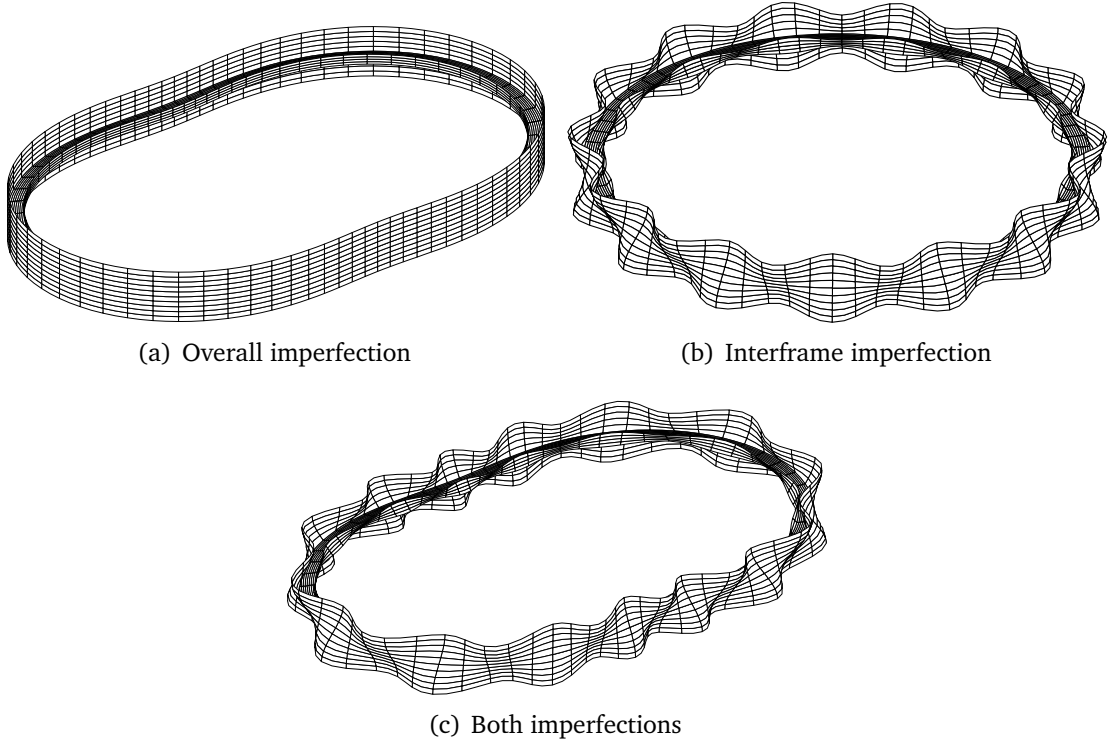 (a) Overall imperfection
(b) Interframe imperfection
(c) Both imperfections